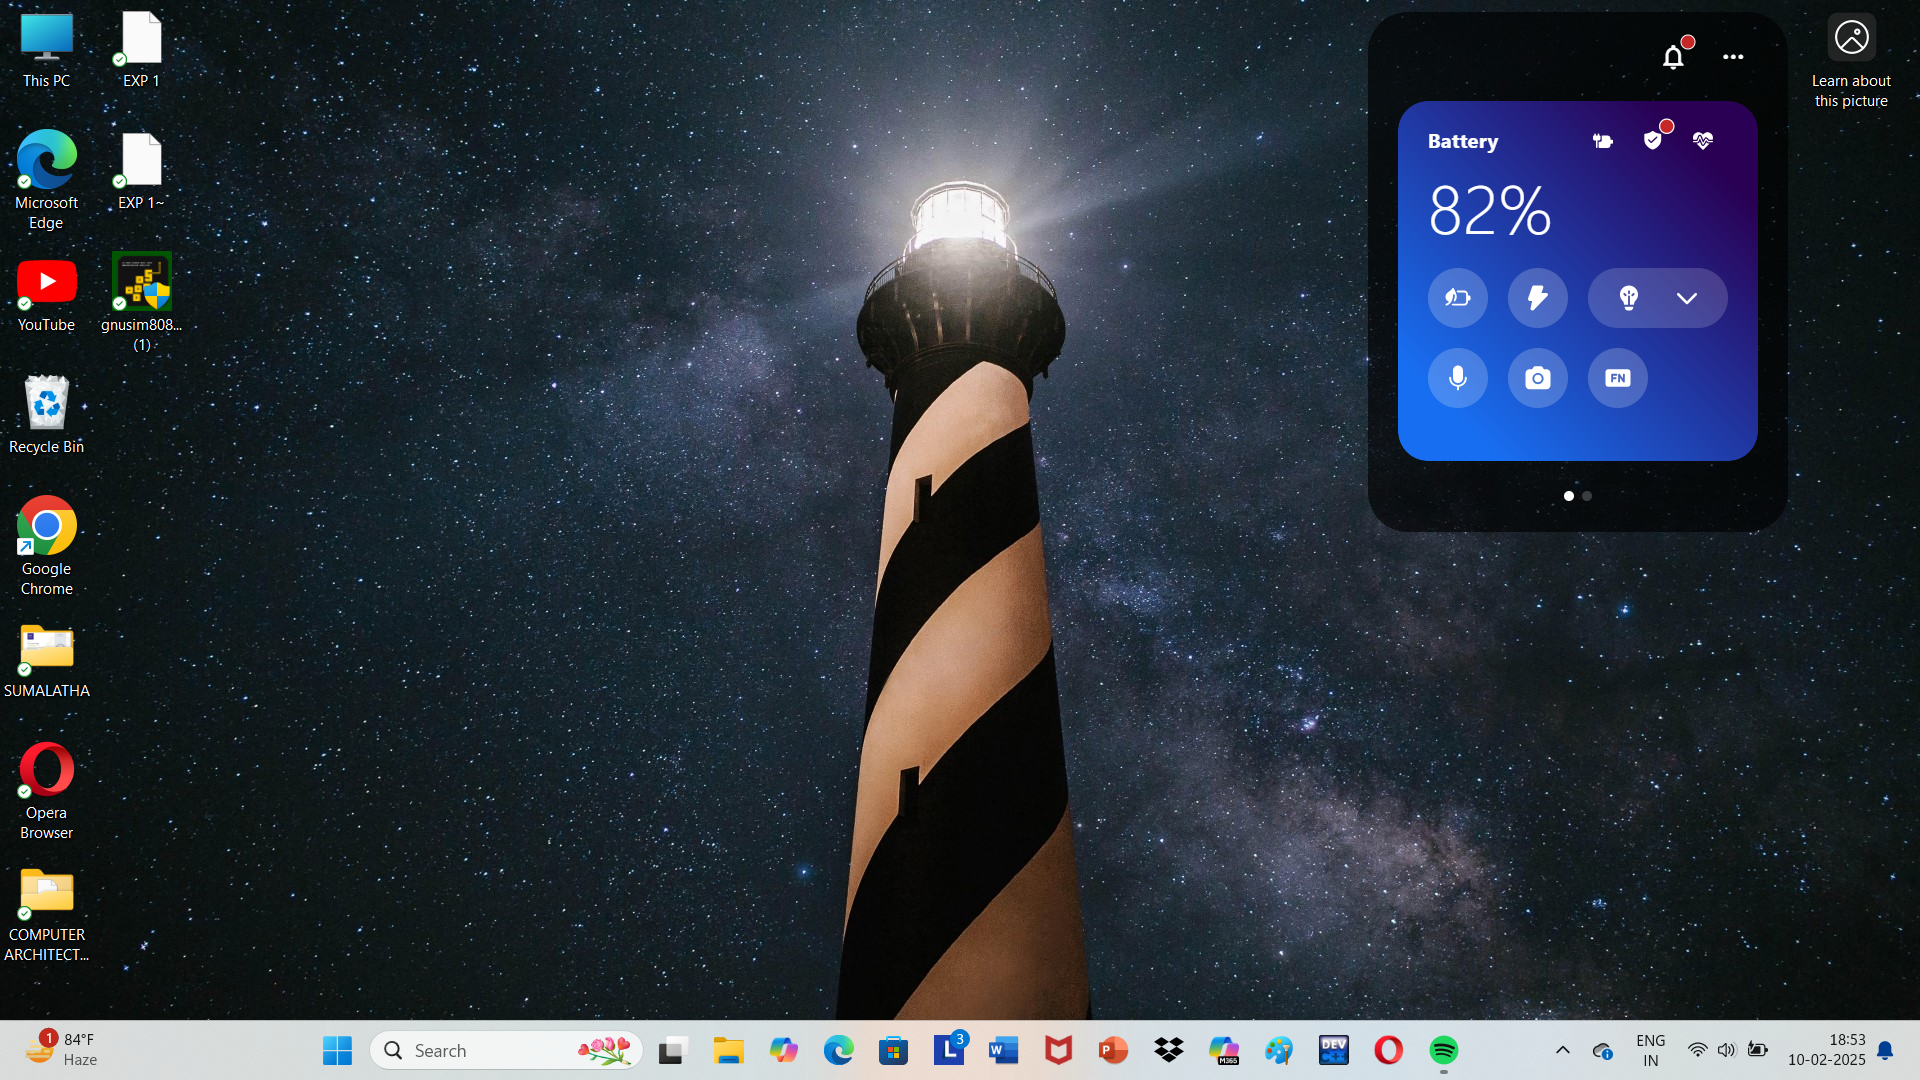 This PC
EXP 1
Microsoft
Edge
EXP 1~
YouTube
gnusim808...
(1)
Recycle Bin
Google
Chrome
SUMALATHA
Opera
Browser
COMPUTER
ARCHITECT...
Battery
82%
FN
Learn about
this picture
1
84°F
Haze
Search
L
3
W
P
M365
DEV
C++
ENG
IN
18:53
10-02-2025